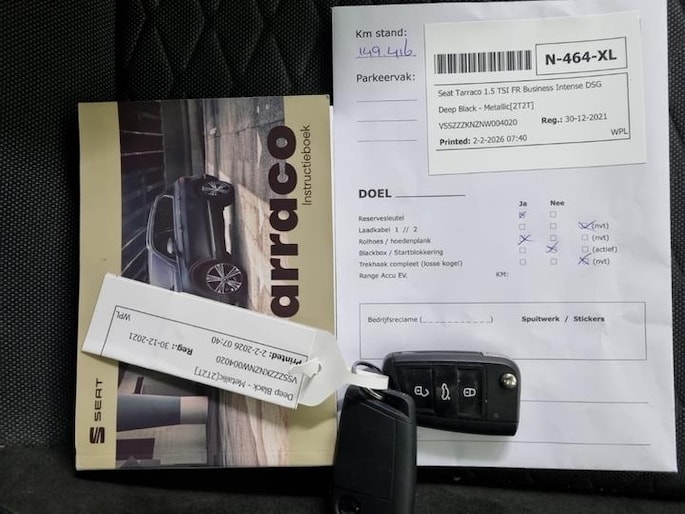 Km stand:
149.416
Parkeervak:
N-464-XL
Seat Tarraco 1.5 TSI FR Business Intense DSG
Deep Black - Metallic[2T2T]
VSSZZZKNZNW004020 Reg.: 30-12-2021
Printed: 2-2-2026 07:40 WPL
DOEL
Ja Nee
Reservesleutel
Laadkabel 1 // 2 (nvt)
Rolhoes / hoedenplank (nvt)
Blackbox / Startblokkering (actief)
Trekhaak compleet (losse kogel) (nvt)
Range Accu EV. KM:
Bedrijfsreclame (_ _ _ _ _ _ _ _ _ _) Spuitwerk / Stickers
arraco
Instructieboek
SEAT
Deep Black - Metallic[2T2T]
VSSZZZKNZNW004020
Reg.: 30-12-2021
Printed: 2-2-2026 07:40
WPL